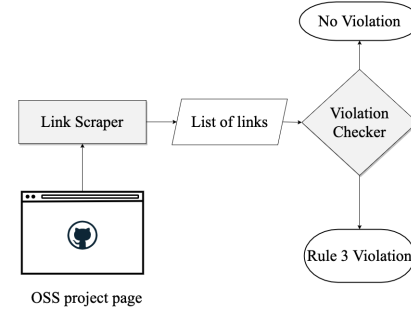 No Violation
Link Scraper
List of links
Violation
Checker
Rule 3 Violation
OSS project page